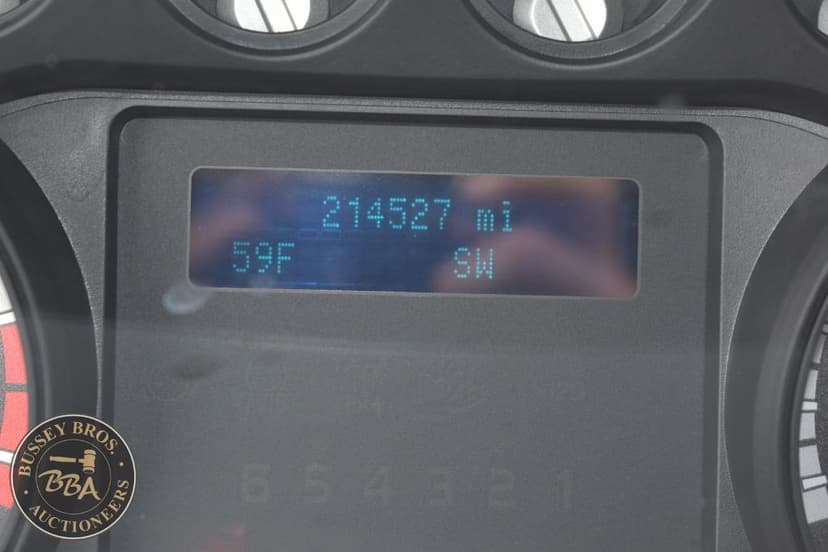 214527 mi
59F SW
6 5 4 3 2 1
BUSSEY BROS.
BBA
AUCTIONEERS